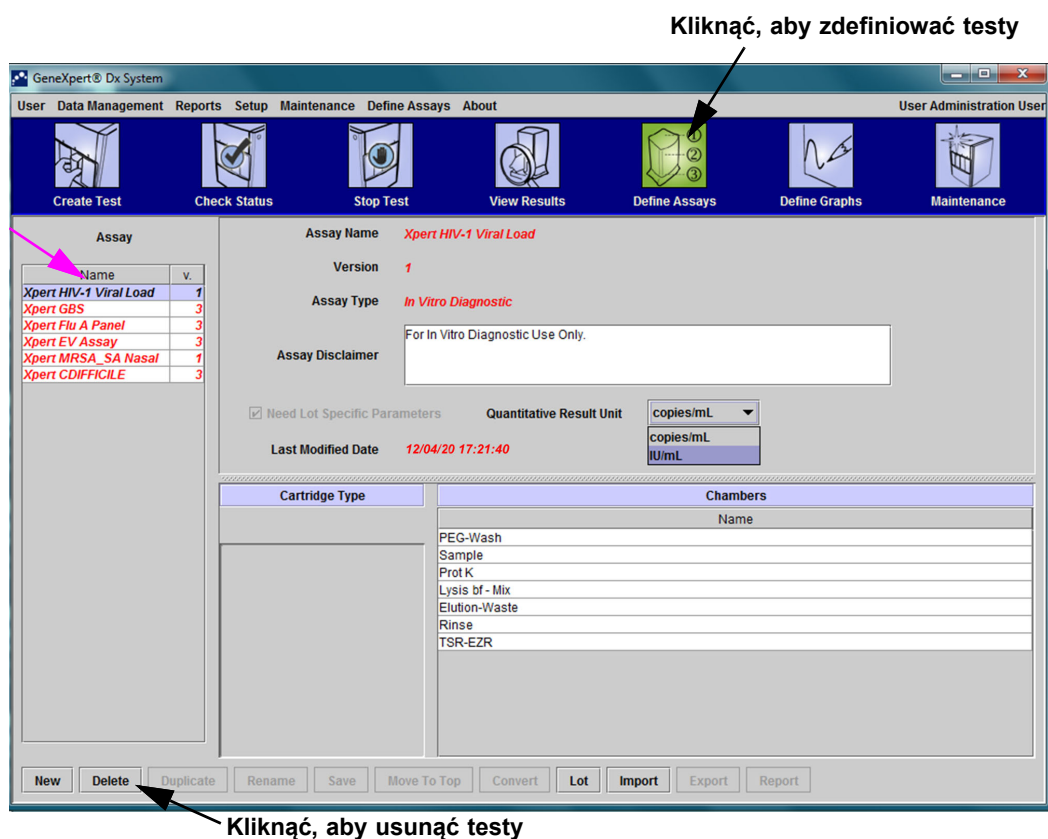 Kliknąć, aby zdefiniować testy
GeneXpert® Dx System
User Data Management Reports Setup Maintenance Define Assays About User Administration User
Create Test Check Status Stop Test View Results Define Assays Define Graphs Maintenance
Assay
Name v.
Xpert HIV-1 Viral Load 1
Xpert GBS 3
Xpert Flu A Panel 3
Xpert EV Assay 3
Xpert MRSA_SA Nasal 1
Xpert CDIFFICILE 3
Assay Name Xpert HIV-1 Viral Load
Version 1
Assay Type In Vitro Diagnostic
Assay Disclaimer For In Vitro Diagnostic Use Only.
Need Lot Specific Parameters Quantitative Result Unit copies/mL
copies/mL
IU/mL
Last Modified Date 12/04/20 17:21:40
Cartridge Type
Chambers
Name
PEG-Wash
Sample
Prot K
Lysis bf - Mix
Elution-Waste
Rinse
TSR-EZR
New Delete Duplicate Rename Save Move To Top Convert Lot Import Export Report
Kliknąć, aby usunąć testy